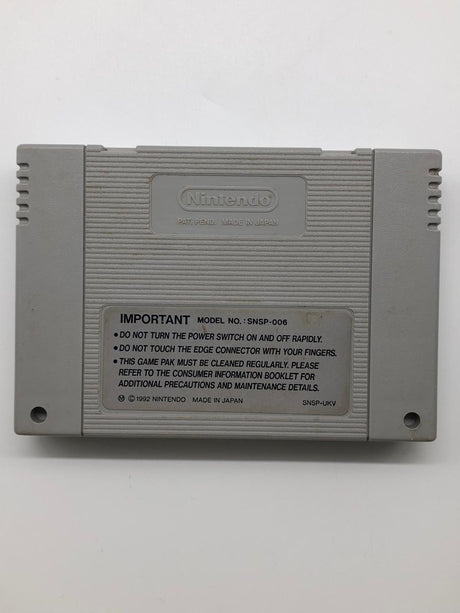 Nintendo
PAT. PEND. MADE IN JAPAN
IMPORTANT MODEL NO. : SNSP-006
• DO NOT TURN THE POWER SWITCH ON AND OFF RAPIDLY.
• DO NOT TOUCH THE EDGE CONNECTOR WITH YOUR FINGERS.
• THIS GAME PAK MUST BE CLEANED REGULARLY. PLEASE
REFER TO THE CONSUMER INFORMATION BOOKLET FOR
ADDITIONAL PRECAUTIONS AND MAINTENANCE DETAILS.
Ⓜ ©1992 NINTENDO MADE IN JAPAN SNSP-UKV